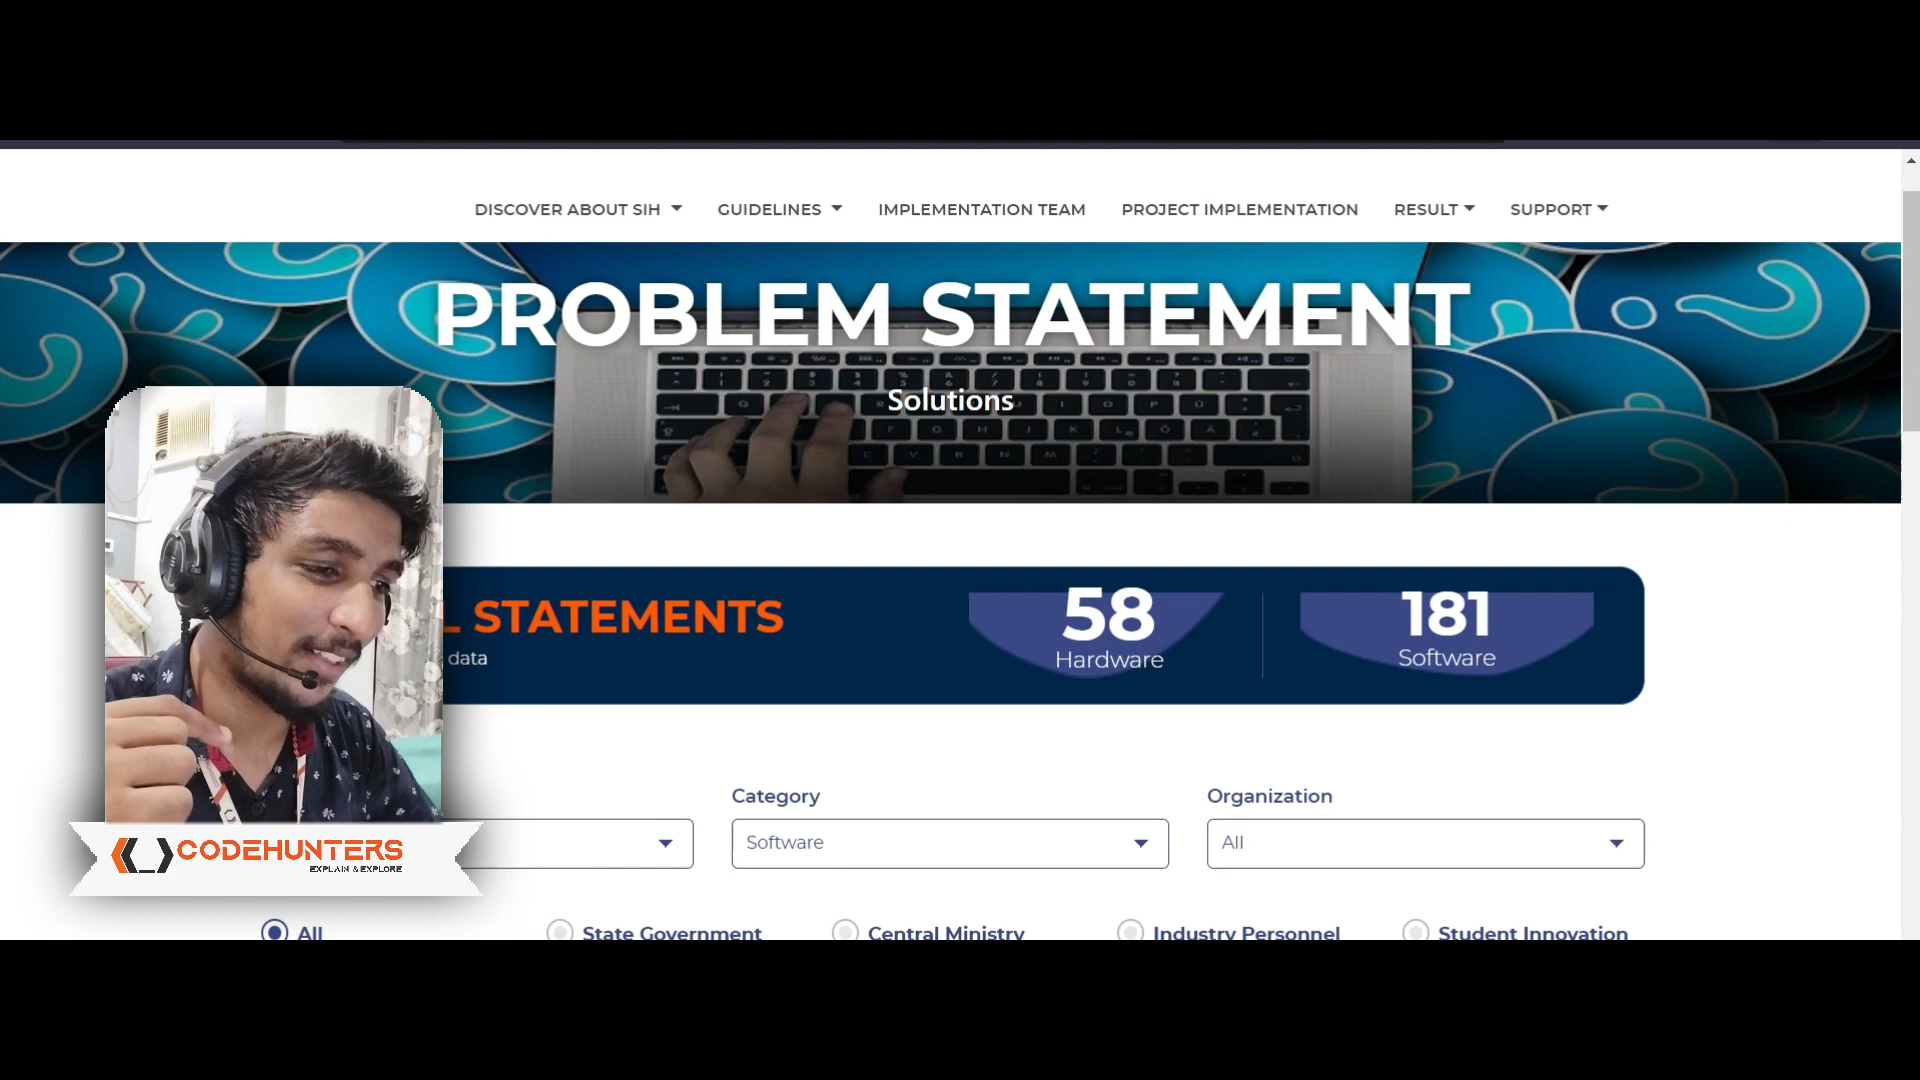 DISCOVER ABOUT SIH GUIDELINES IMPLEMENTATION TEAM PROJECT IMPLEMENTATION RESULT SUPPORT
PROBLEM STATEMENT
Solutions
L STATEMENTS
data
58
Hardware
181
Software
Category
Software
Organization
All
CODEHUNTERS
EXPLAIN & EXPLORE
All
State Government
Central Ministry
Industry Personnel
Student Innovation